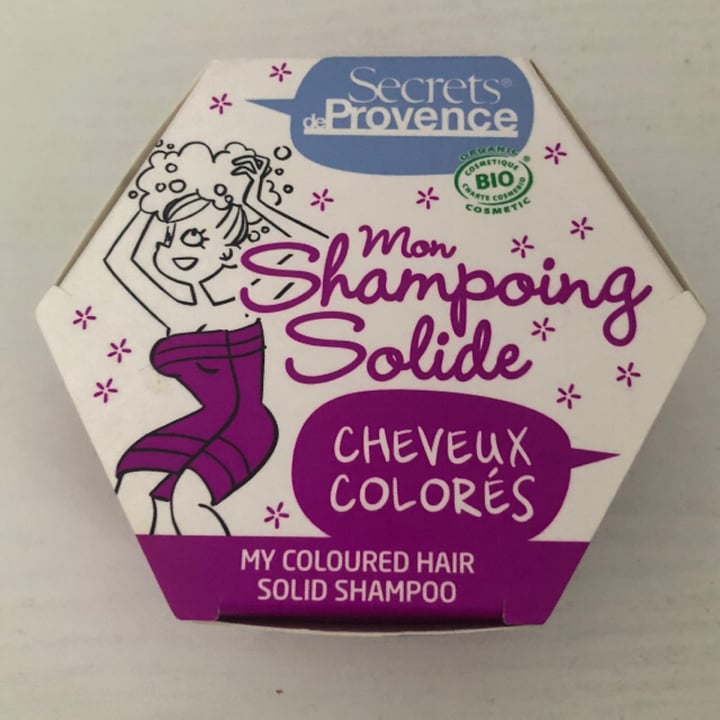 Secrets®
de Provence
ORGANIC ®
COSMETIQUE
BIO
CHARTE COSMEBIO
COSMETIC
Mon
Shampoing
Solide
CHEVEUX
COLORÉS
MY COLOURED HAIR
SOLID SHAMPOO